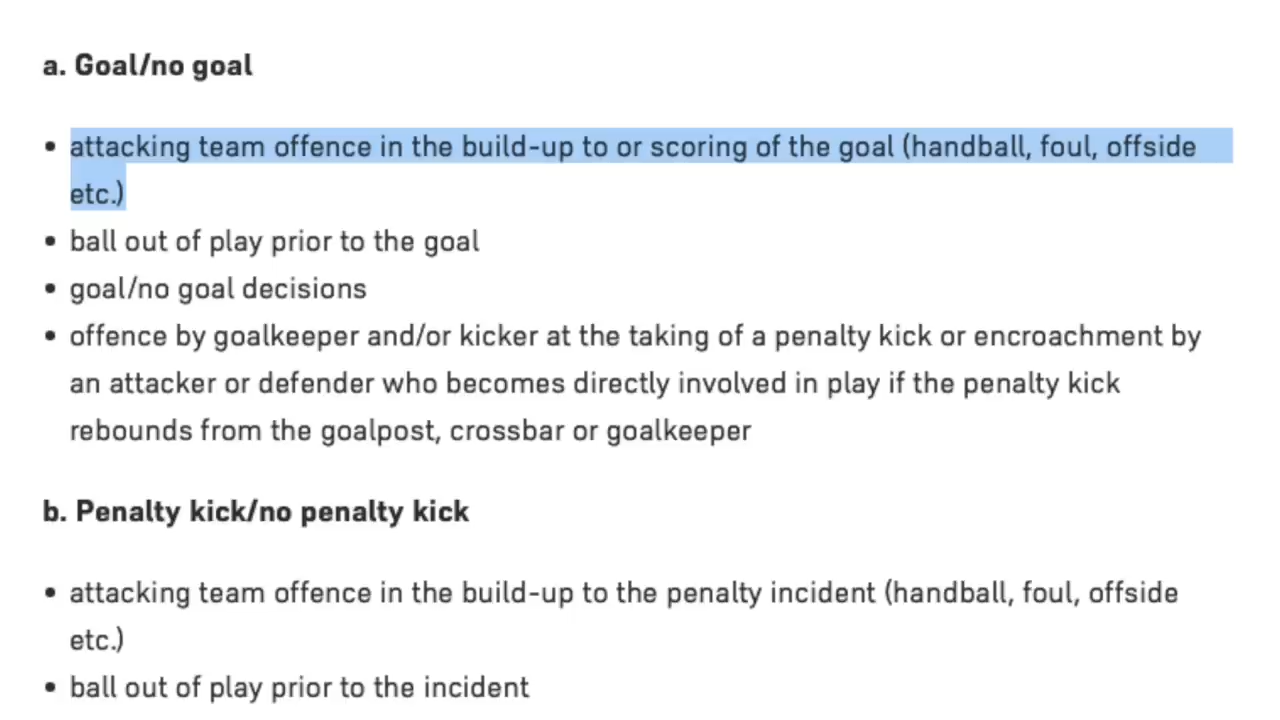 a. Goal/no goal
• attacking team offence in the build-up to or scoring of the goal (handball, foul, offside
etc.)
• ball out of play prior to the goal
• goal/no goal decisions
• offence by goalkeeper and/or kicker at the taking of a penalty kick or encroachment by
an attacker or defender who becomes directly involved in play if the penalty kick
rebounds from the goalpost, crossbar or goalkeeper
b. Penalty kick/no penalty kick
• attacking team offence in the build-up to the penalty incident (handball, foul, offside
etc.)
• ball out of play prior to the incident